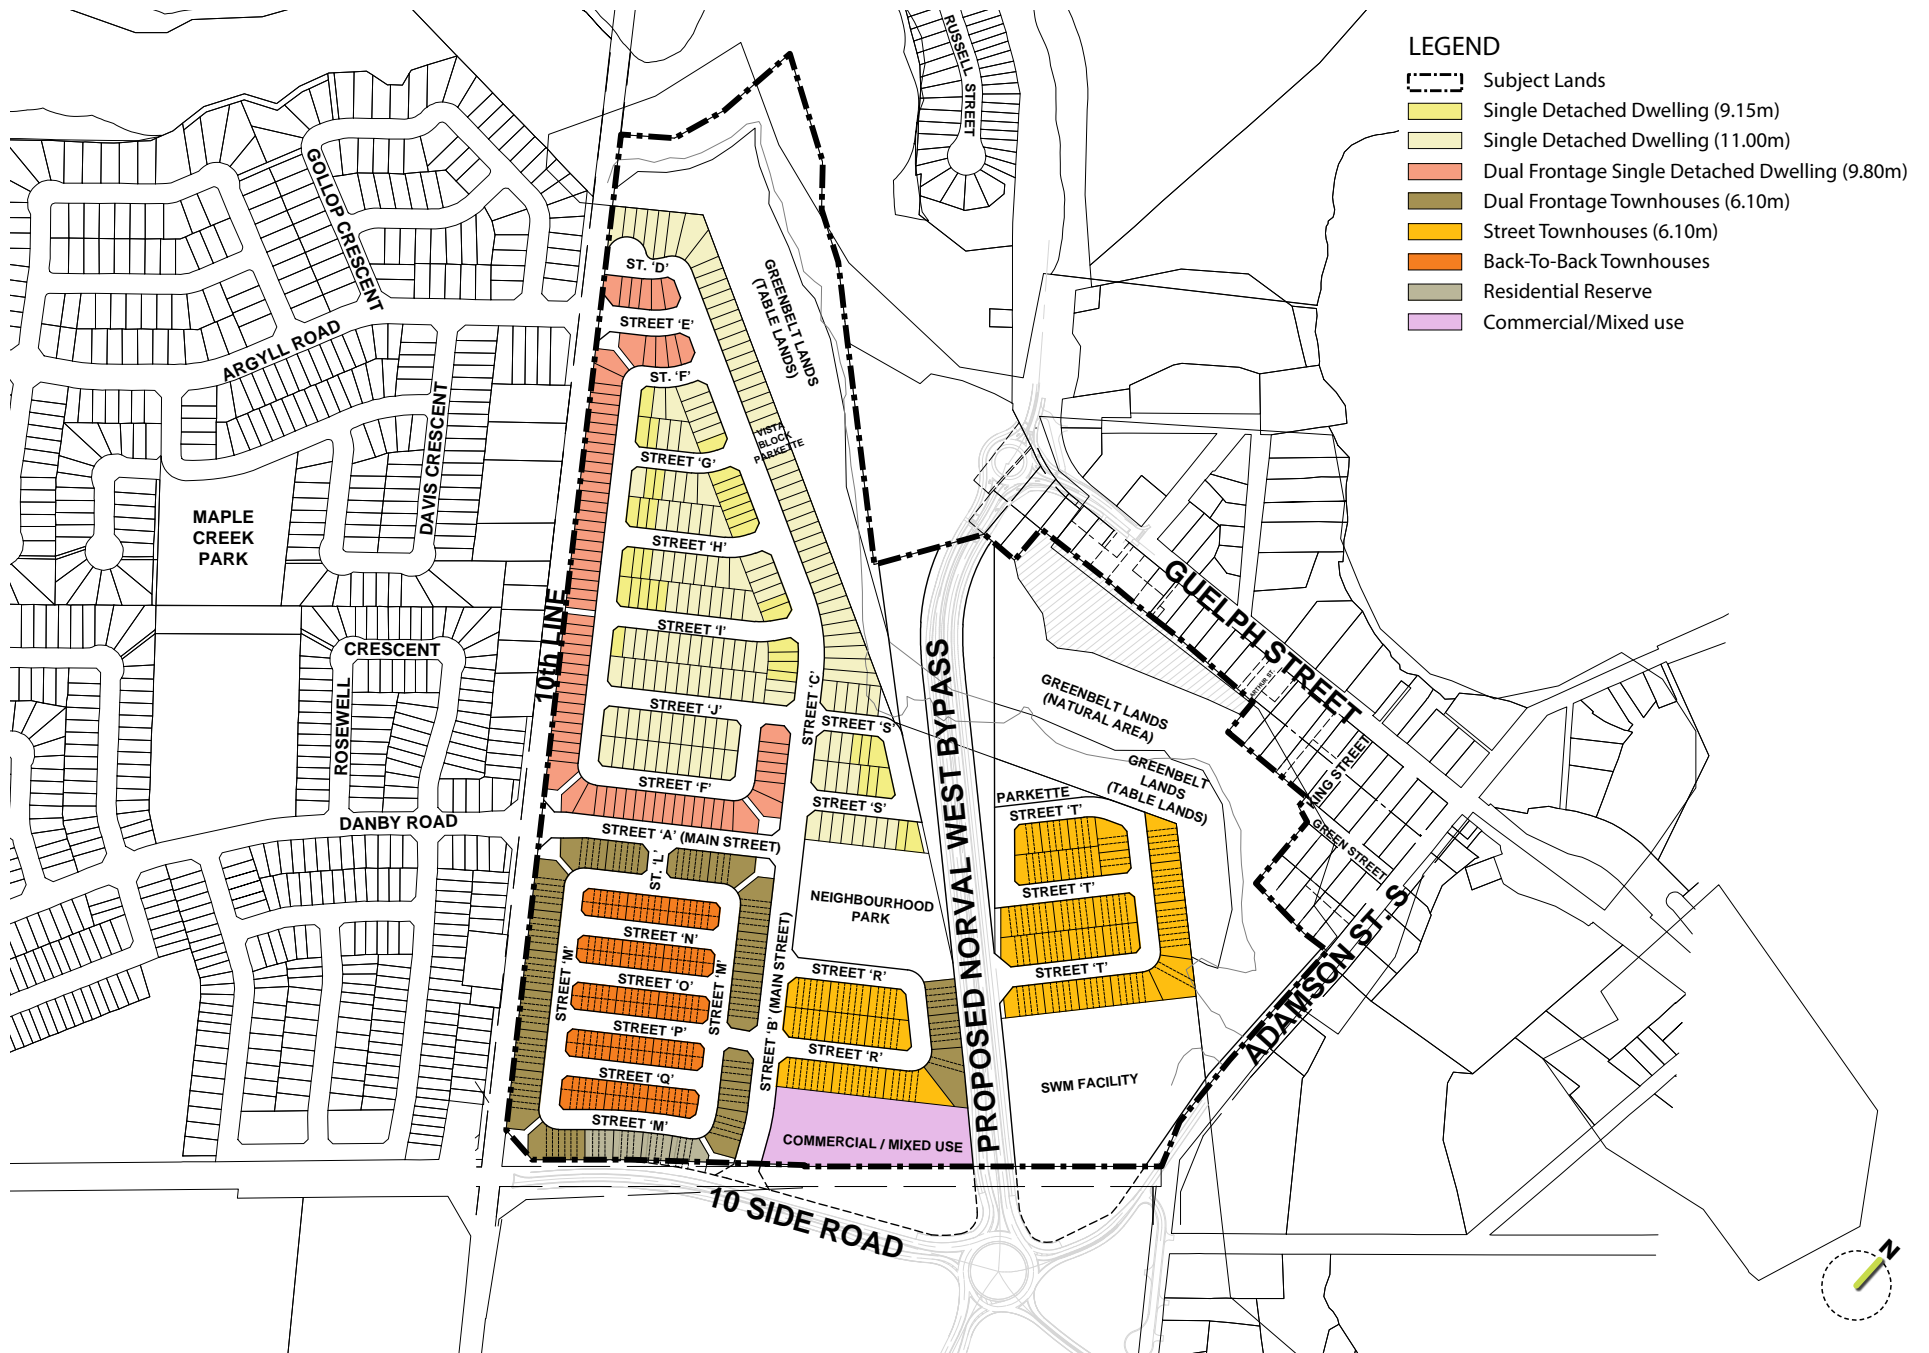 LEGEND
Subject Lands
Single Detached Dwelling (9.15m)
Single Detached Dwelling (11.00m)
Dual Frontage Single Detached Dwelling (9.80m)
Dual Frontage Townhouses (6.10m)
Street Townhouses (6.10m)
Back-To-Back Townhouses
Residential Reserve
Commercial/Mixed use
RUSSELL STREET
GOLLOP CRESCENT
ARGYLL ROAD
DAVIS CRESCENT
MAPLE
CREEK
PARK
CRESCENT
ROSEWELL
DANBY ROAD
10th LINE
ST. 'D'
STREET 'E'
ST. 'F'
STREET 'G'
STREET 'H'
STREET 'I'
STREET 'J'
STREET 'F'
STREET 'A' (MAIN STREET)
STREET 'C'
GREENBELT LANDS
(TABLE LANDS)
VISTA
BLOCK
PARKETTE
STREET 'S'
STREET 'S'
NEIGHBOURHOOD
PARK
ST. 'L'
STREET 'M'
STREET 'N'
STREET 'O'
STREET 'P'
STREET 'Q'
STREET 'M'
STREET 'M'
STREET 'B' (MAIN STREET)
STREET 'R'
STREET 'R'
COMMERCIAL / MIXED USE
PROPOSED NORVAL WEST BYPASS
GREENBELT LANDS
(NATURAL AREA)
GREENBELT
LANDS
(TABLE LANDS)
PARKETTE
STREET 'T'
STREET 'T'
STREET 'T'
SWM FACILITY
GUELPH STREET
ARTHUR ST.
KING STREET
GREEN STREET
ADAMSON ST. S
10 SIDE ROAD
N